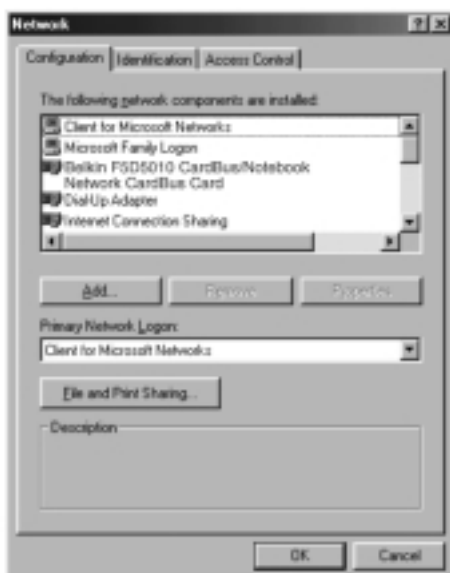 Network
Configuration Identification Access Control
The following network components are installed:
Client for Microsoft Networks
Microsoft Family Logon
Belkin F5D5010 CardBus/Notebook
Network CardBus Card
Dial-Up Adapter
Internet Connection Sharing
Add... Remove Properties
Primary Network Logon:
Client for Microsoft Networks
File and Print Sharing...
Description
OK Cancel